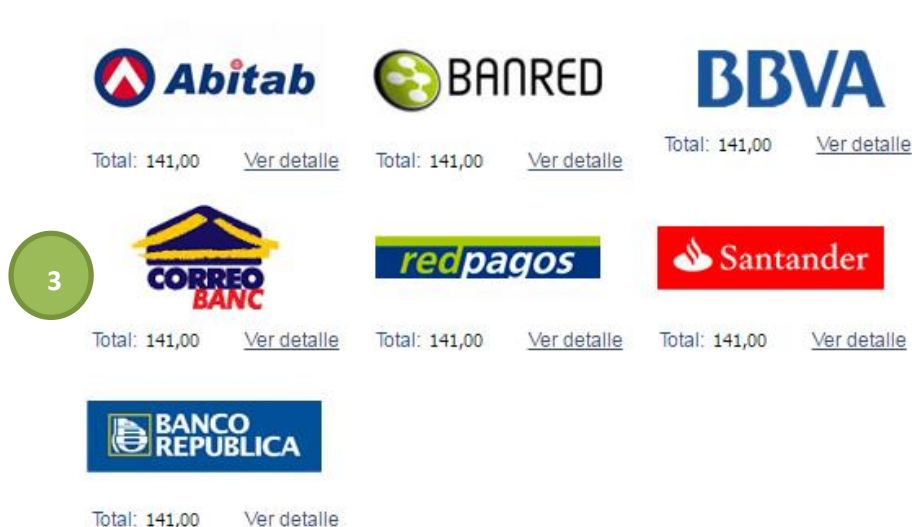 Abitab
BANRED
BBVA
Total: 141,00 Ver detalle
Total: 141,00 Ver detalle
Total: 141,00 Ver detalle
3
CORREO
BANC
redpagos
Santander
Total: 141,00 Ver detalle
Total: 141,00 Ver detalle
Total: 141,00 Ver detalle
BANCO
REPUBLICA
Total: 141,00 Ver detalle